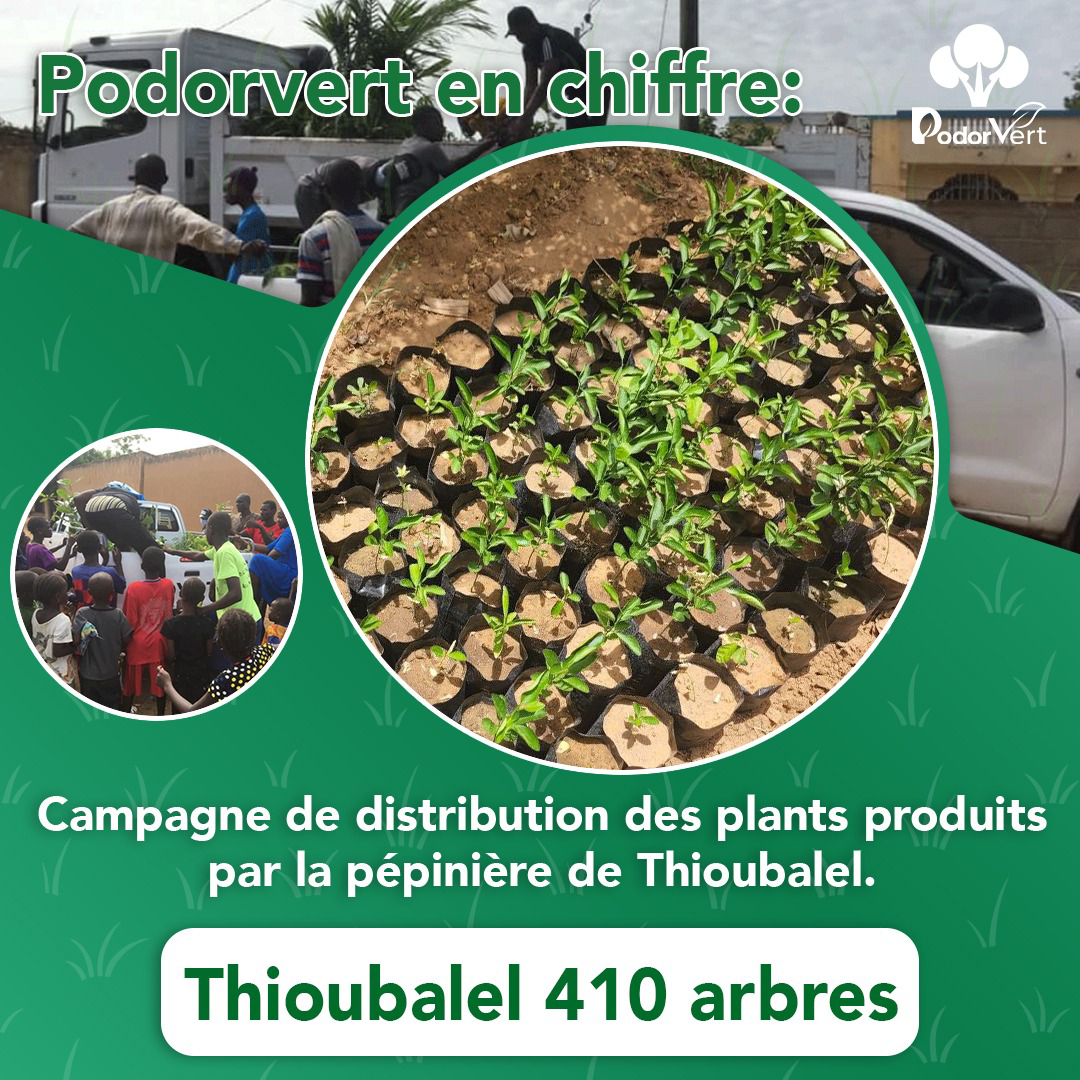 Podorvert en chiffre:
PodorVert
Campagne de distribution des plants produits
par la pépinière de Thioubalel.
Thioubalel 410 arbres